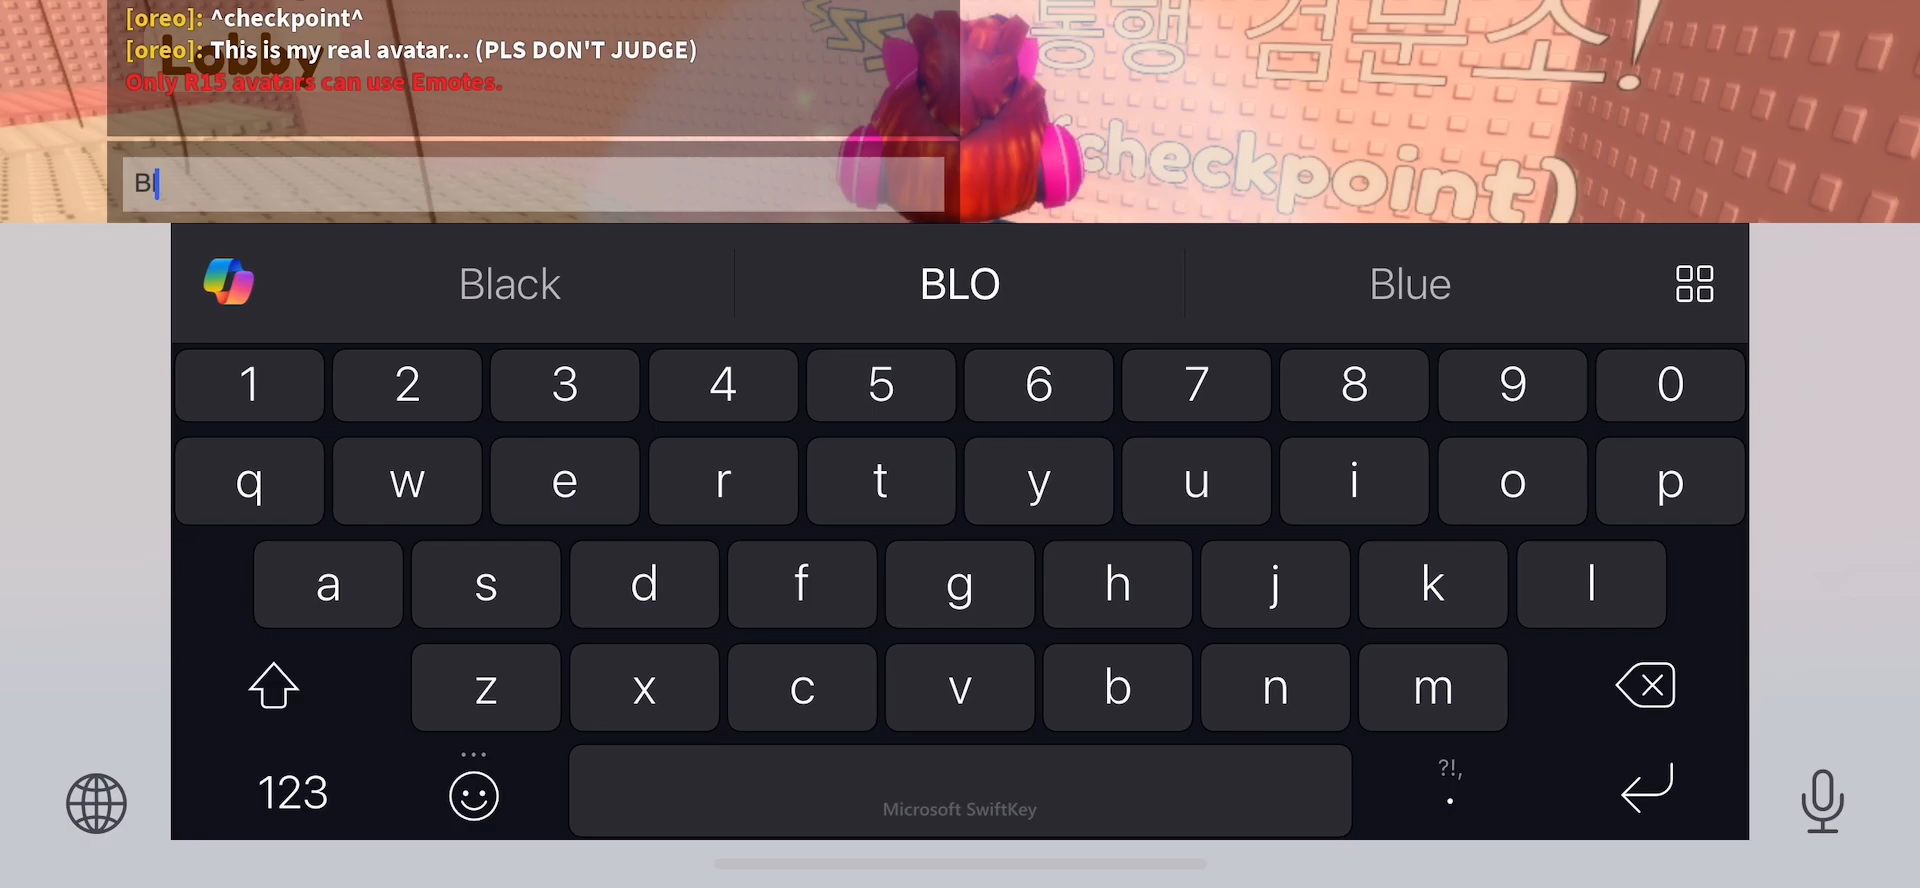 [oreo]: ^checkpoint^
[oreo]: This is my real avatar... (PLS DON'T JUDGE)
Lobby
Only R15 avatars can use Emotes.
통행 검문소!
(checkpoint)
Bl
Black BLO Blue
1 2 3 4 5 6 7 8 9 0
q w e r t y u i o p
a s d f g h j k l
z x c v b n m
123 Microsoft SwiftKey ?!, .